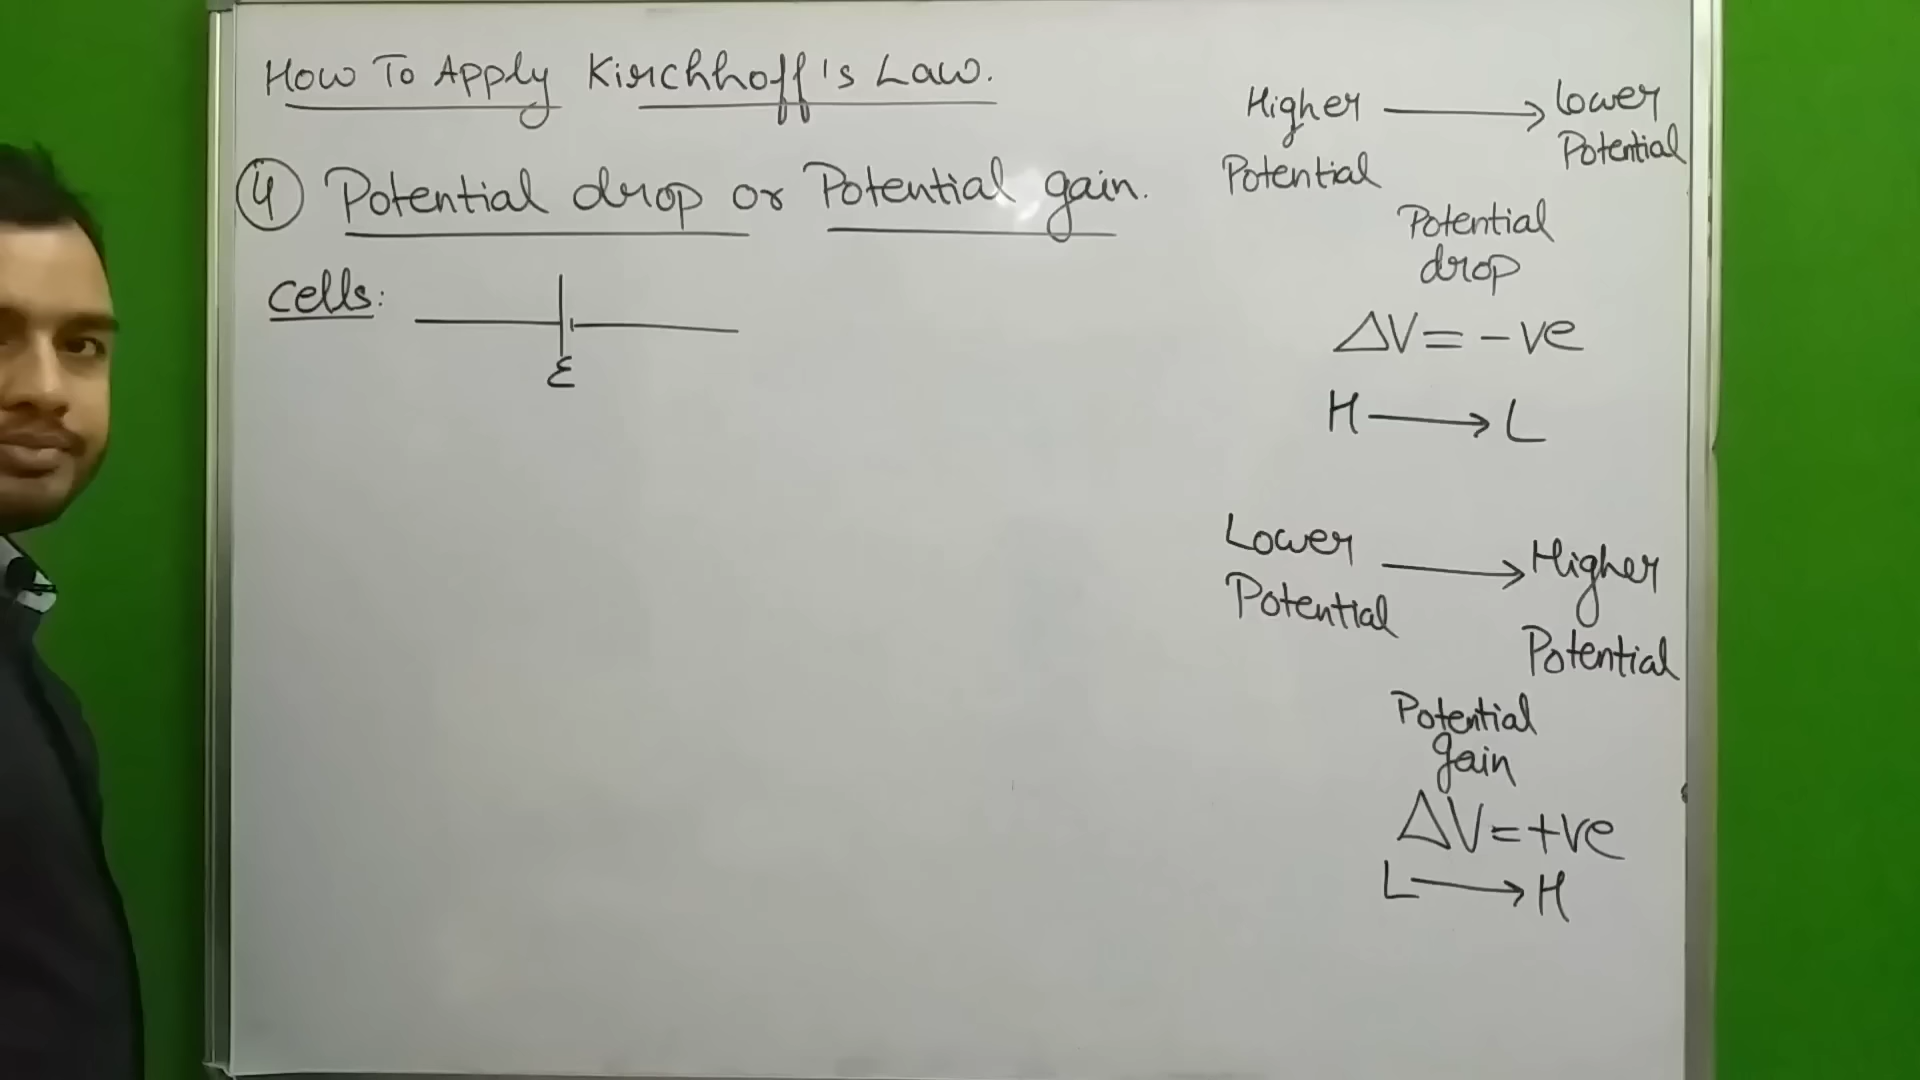 How To Apply Kirchhoff's Law.
④ Potential drop or Potential gain.
Cells:
ε
Higher Potential ⟶ lower Potential
Potential
drop
ΔV = -ve
H ⟶ L
Lower Potential ⟶ Higher Potential
Potential
gain
ΔV = +ve
L ⟶ H